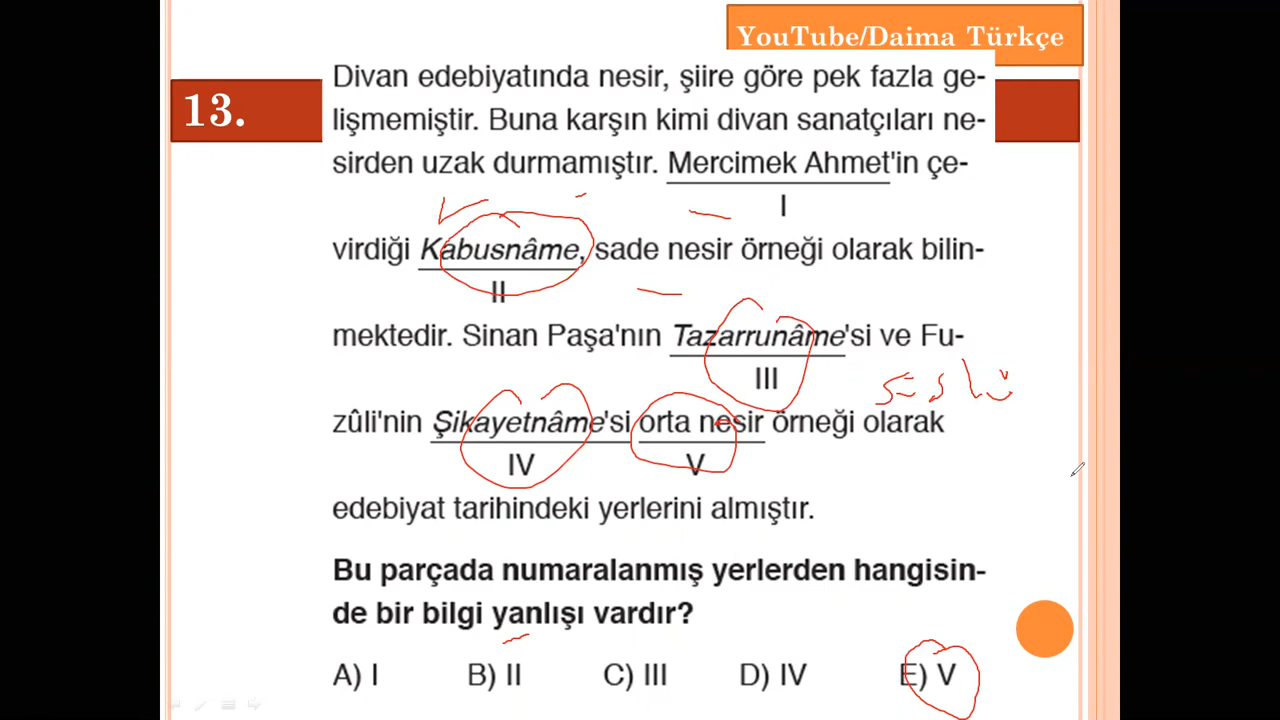 YouTube/Daima Türkçe
13.
Divan edebiyatında nesir, şiire göre pek fazla ge-
lişmemiştir. Buna karşın kimi divan sanatçıları ne-
sirden uzak durmamıştır. Mercimek Ahmet'in çe-
I
virdiği Kabusnâme, sade nesir örneği olarak bilin-
II
mektedir. Sinan Paşa'nın Tazarrunâme'si ve Fu-
III
süslü
zûli'nin Şikayetnâme'si orta nesir örneği olarak
IV V
edebiyat tarihindeki yerlerini almıştır.
Bu parçada numaralanmış yerlerden hangisin-
de bir bilgi yanlışı vardır?
A) I B) II C) III D) IV E) V